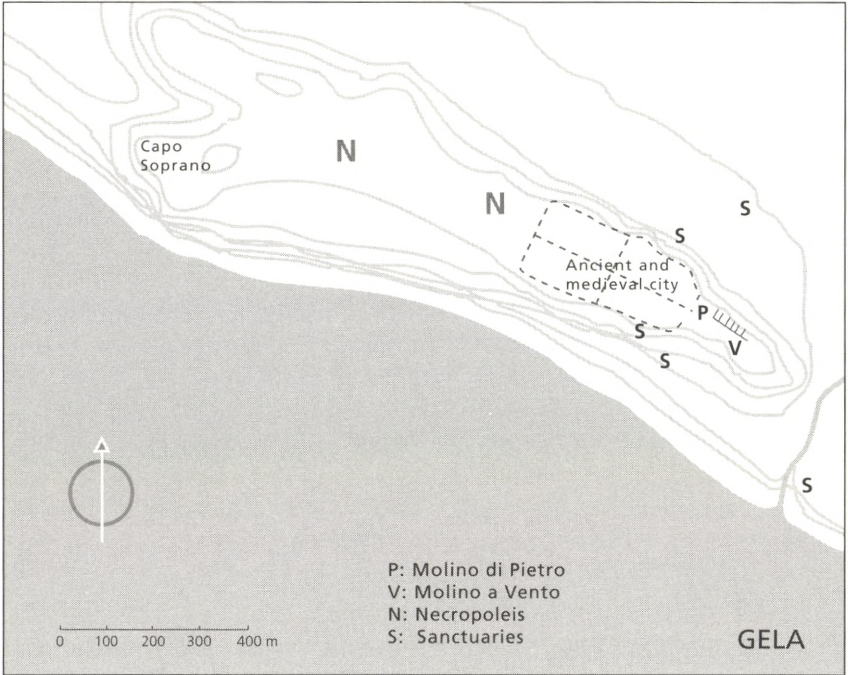 Capo
Soprano
N
N
S
S
Ancient and
medieval city
P
S
V
S
S
P: Molino di Pietro
V: Molino a Vento
N: Necropoleis
S: Sanctuaries
0 100 200 300 400 m
GELA